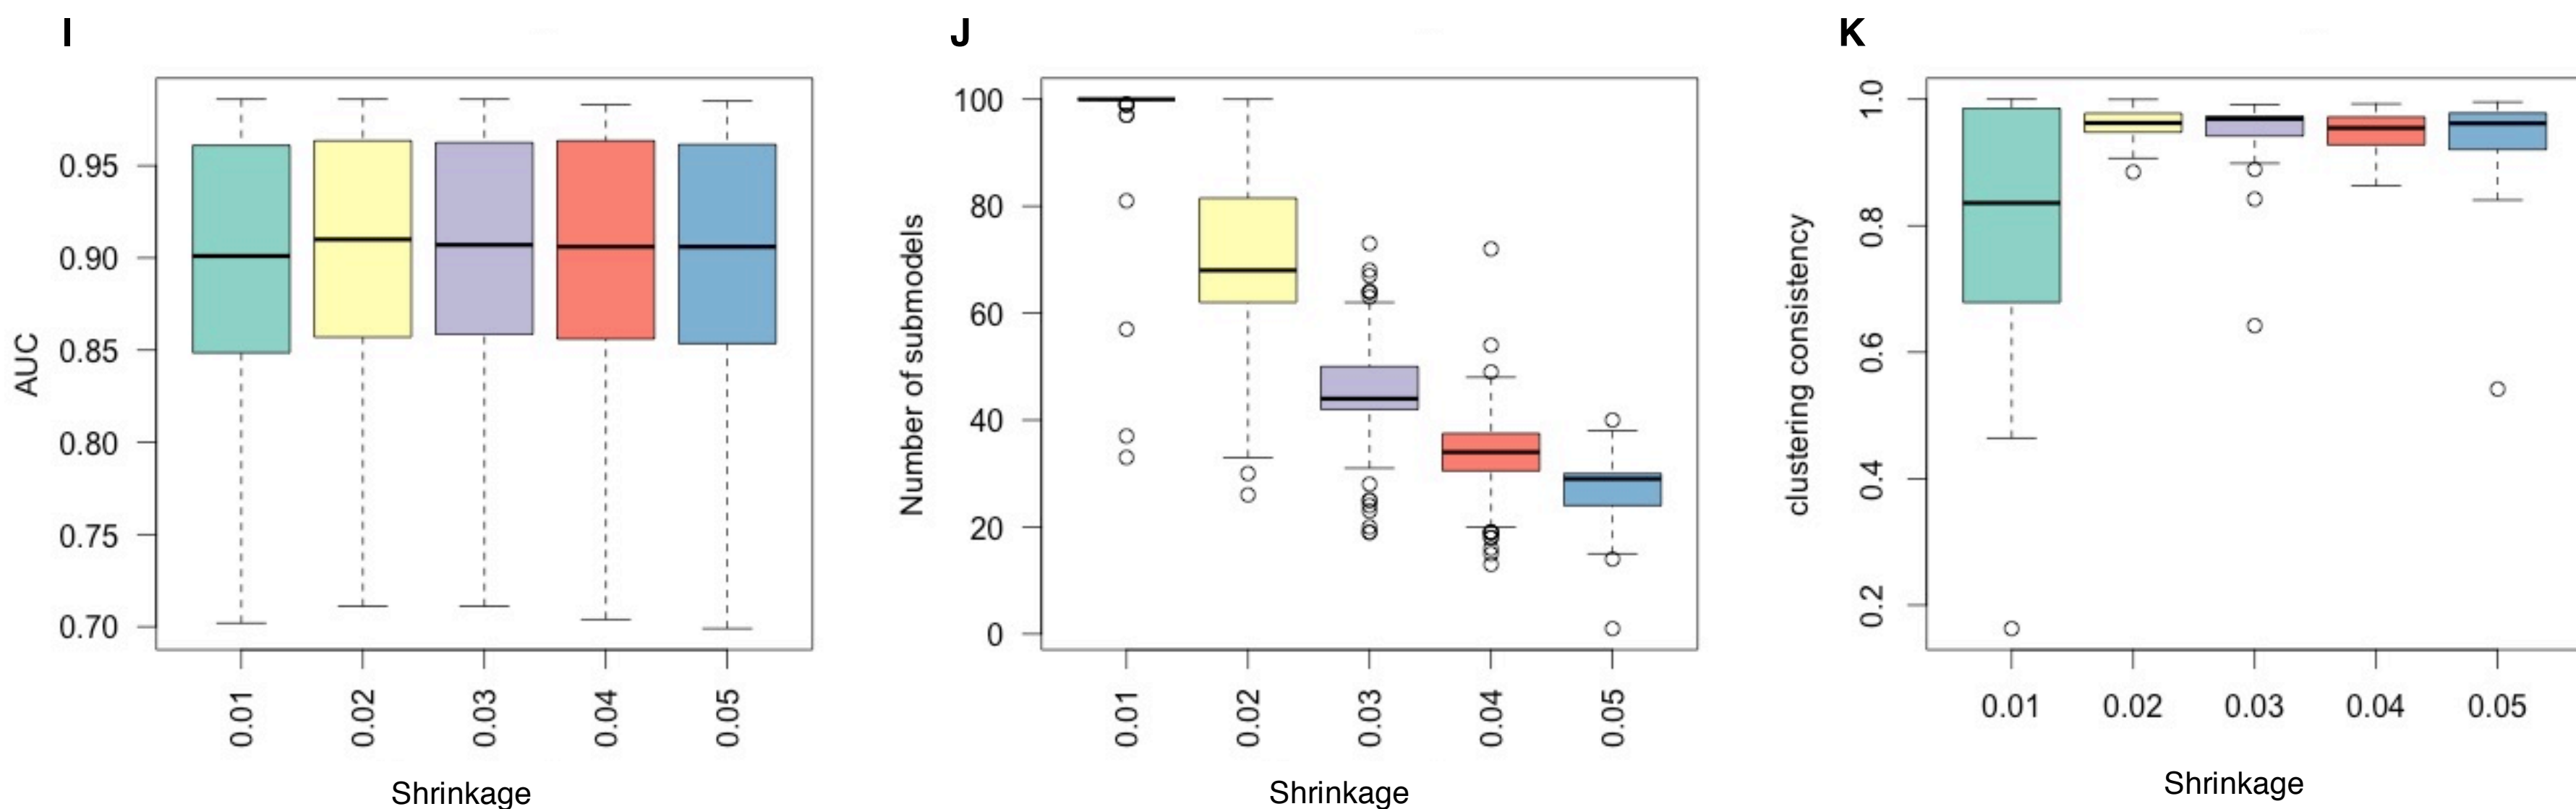 I
AUC
0.95
0.90
0.85
0.80
0.75
0.70
0.01 0.02 0.03 0.04 0.05
Shrinkage
J
Number of submodels
100
80
60
40
20
0
0.01 0.02 0.03 0.04 0.05
Shrinkage
K
clustering consistency
1.0
0.8
0.6
0.4
0.2
0.01 0.02 0.03 0.04 0.05
Shrinkage